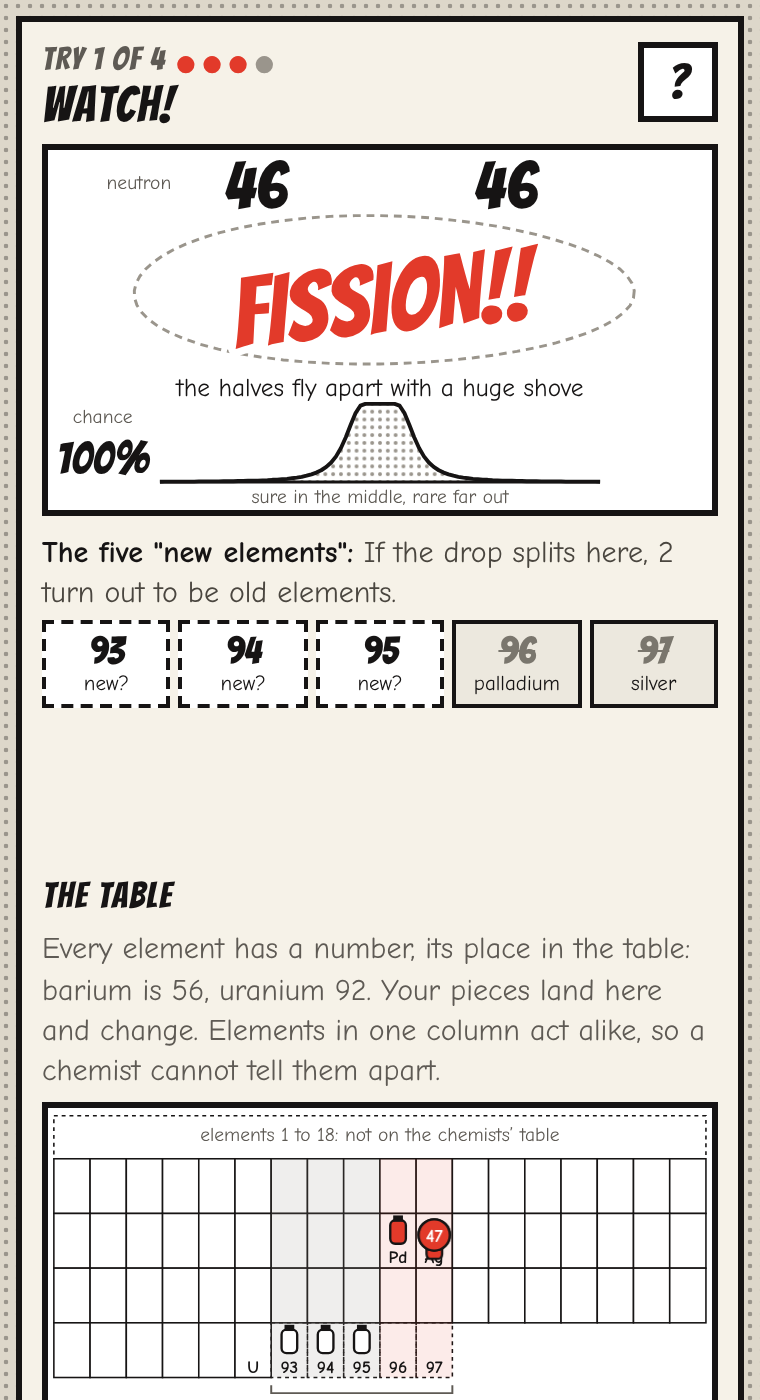 TRY 1 OF 4
WATCH!
?
neutron 46 46
FISSION!!
the halves fly apart with a huge shove
chance
100%
sure in the middle, rare far out
The five "new elements": If the drop splits here, 2
turn out to be old elements.
93 94 95 96 97
new? new? new? palladium silver
THE TABLE
Every element has a number, its place in the table:
barium is 56, uranium 92. Your pieces land here
and change. Elements in one column act alike, so a
chemist cannot tell them apart.
elements 1 to 18: not on the chemists' table
47
Pd Ag
U 93 94 95 96 97